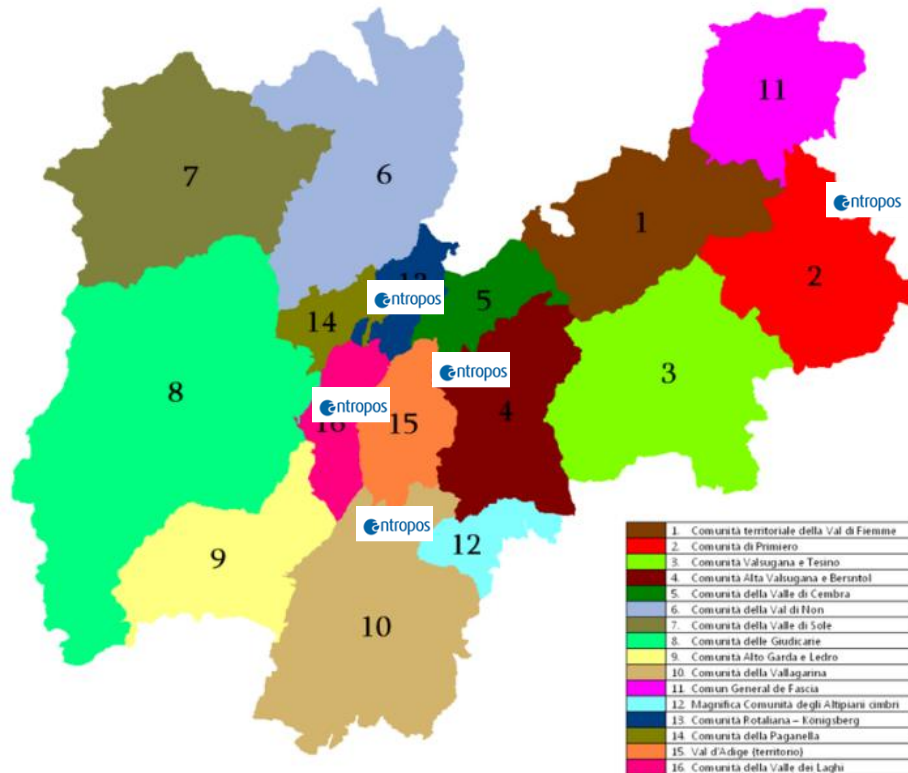 11
7
6
antropos
1
2
13
antropos
5
14
antropos
3
8
antropos
4
16
15
antropos
12
9
10
1. Comunità territoriale della Val di Fiemme
2. Comunità di Primiero
3. Comunità Valsugana e Tesino
4. Comunità Alta Valsugana e Bersntol
5. Comunità della Valle di Cembra
6. Comunità della Val di Non
7. Comunità della Valle di Sole
8. Comunità delle Giudicarie
9. Comunità Alto Garda e Ledro
10. Comunità della Vallagarina
11. Comun General de Fascia
12. Magnifica Comunità degli Altipiani cimbri
13. Comunità Rotaliana – Königsberg
14. Comunità della Paganella
15. Val d'Adige (territorio)
16. Comunità della Valle dei Laghi